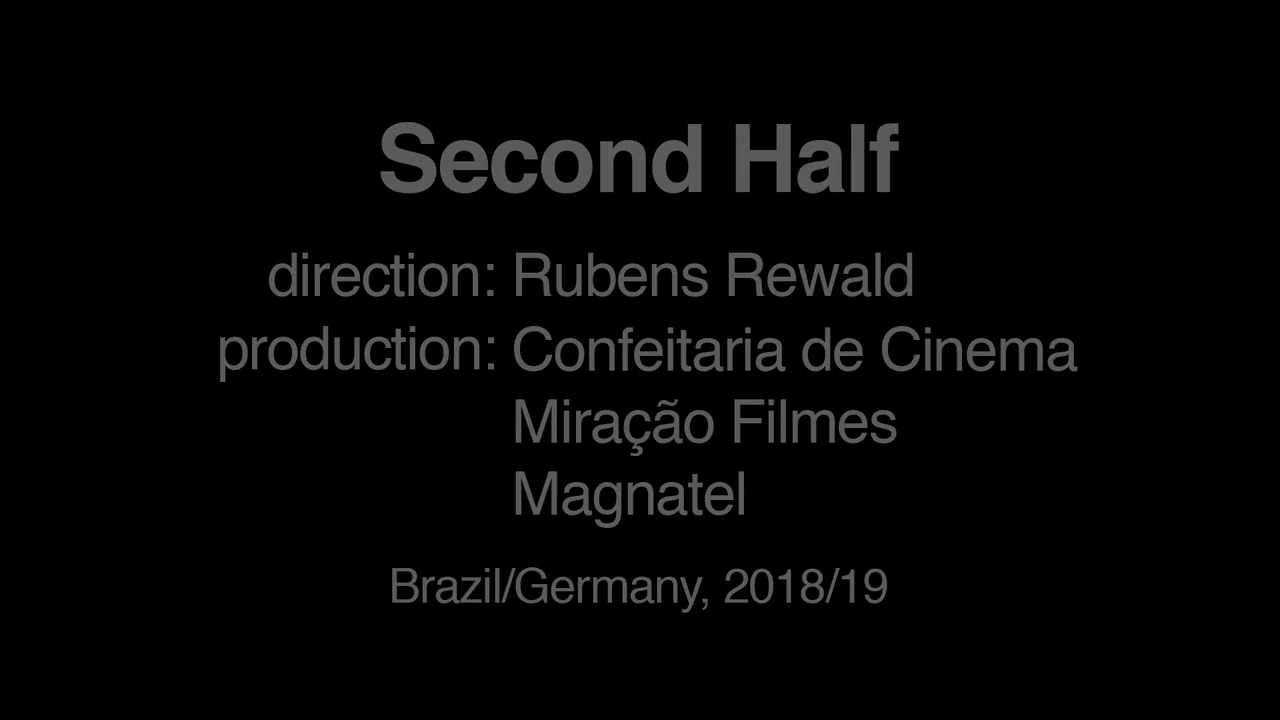 Second Half
direction: Rubens Rewald
production: Confeitaria de Cinema
Miração Filmes
Magnatel
Brazil/Germany, 2018/19